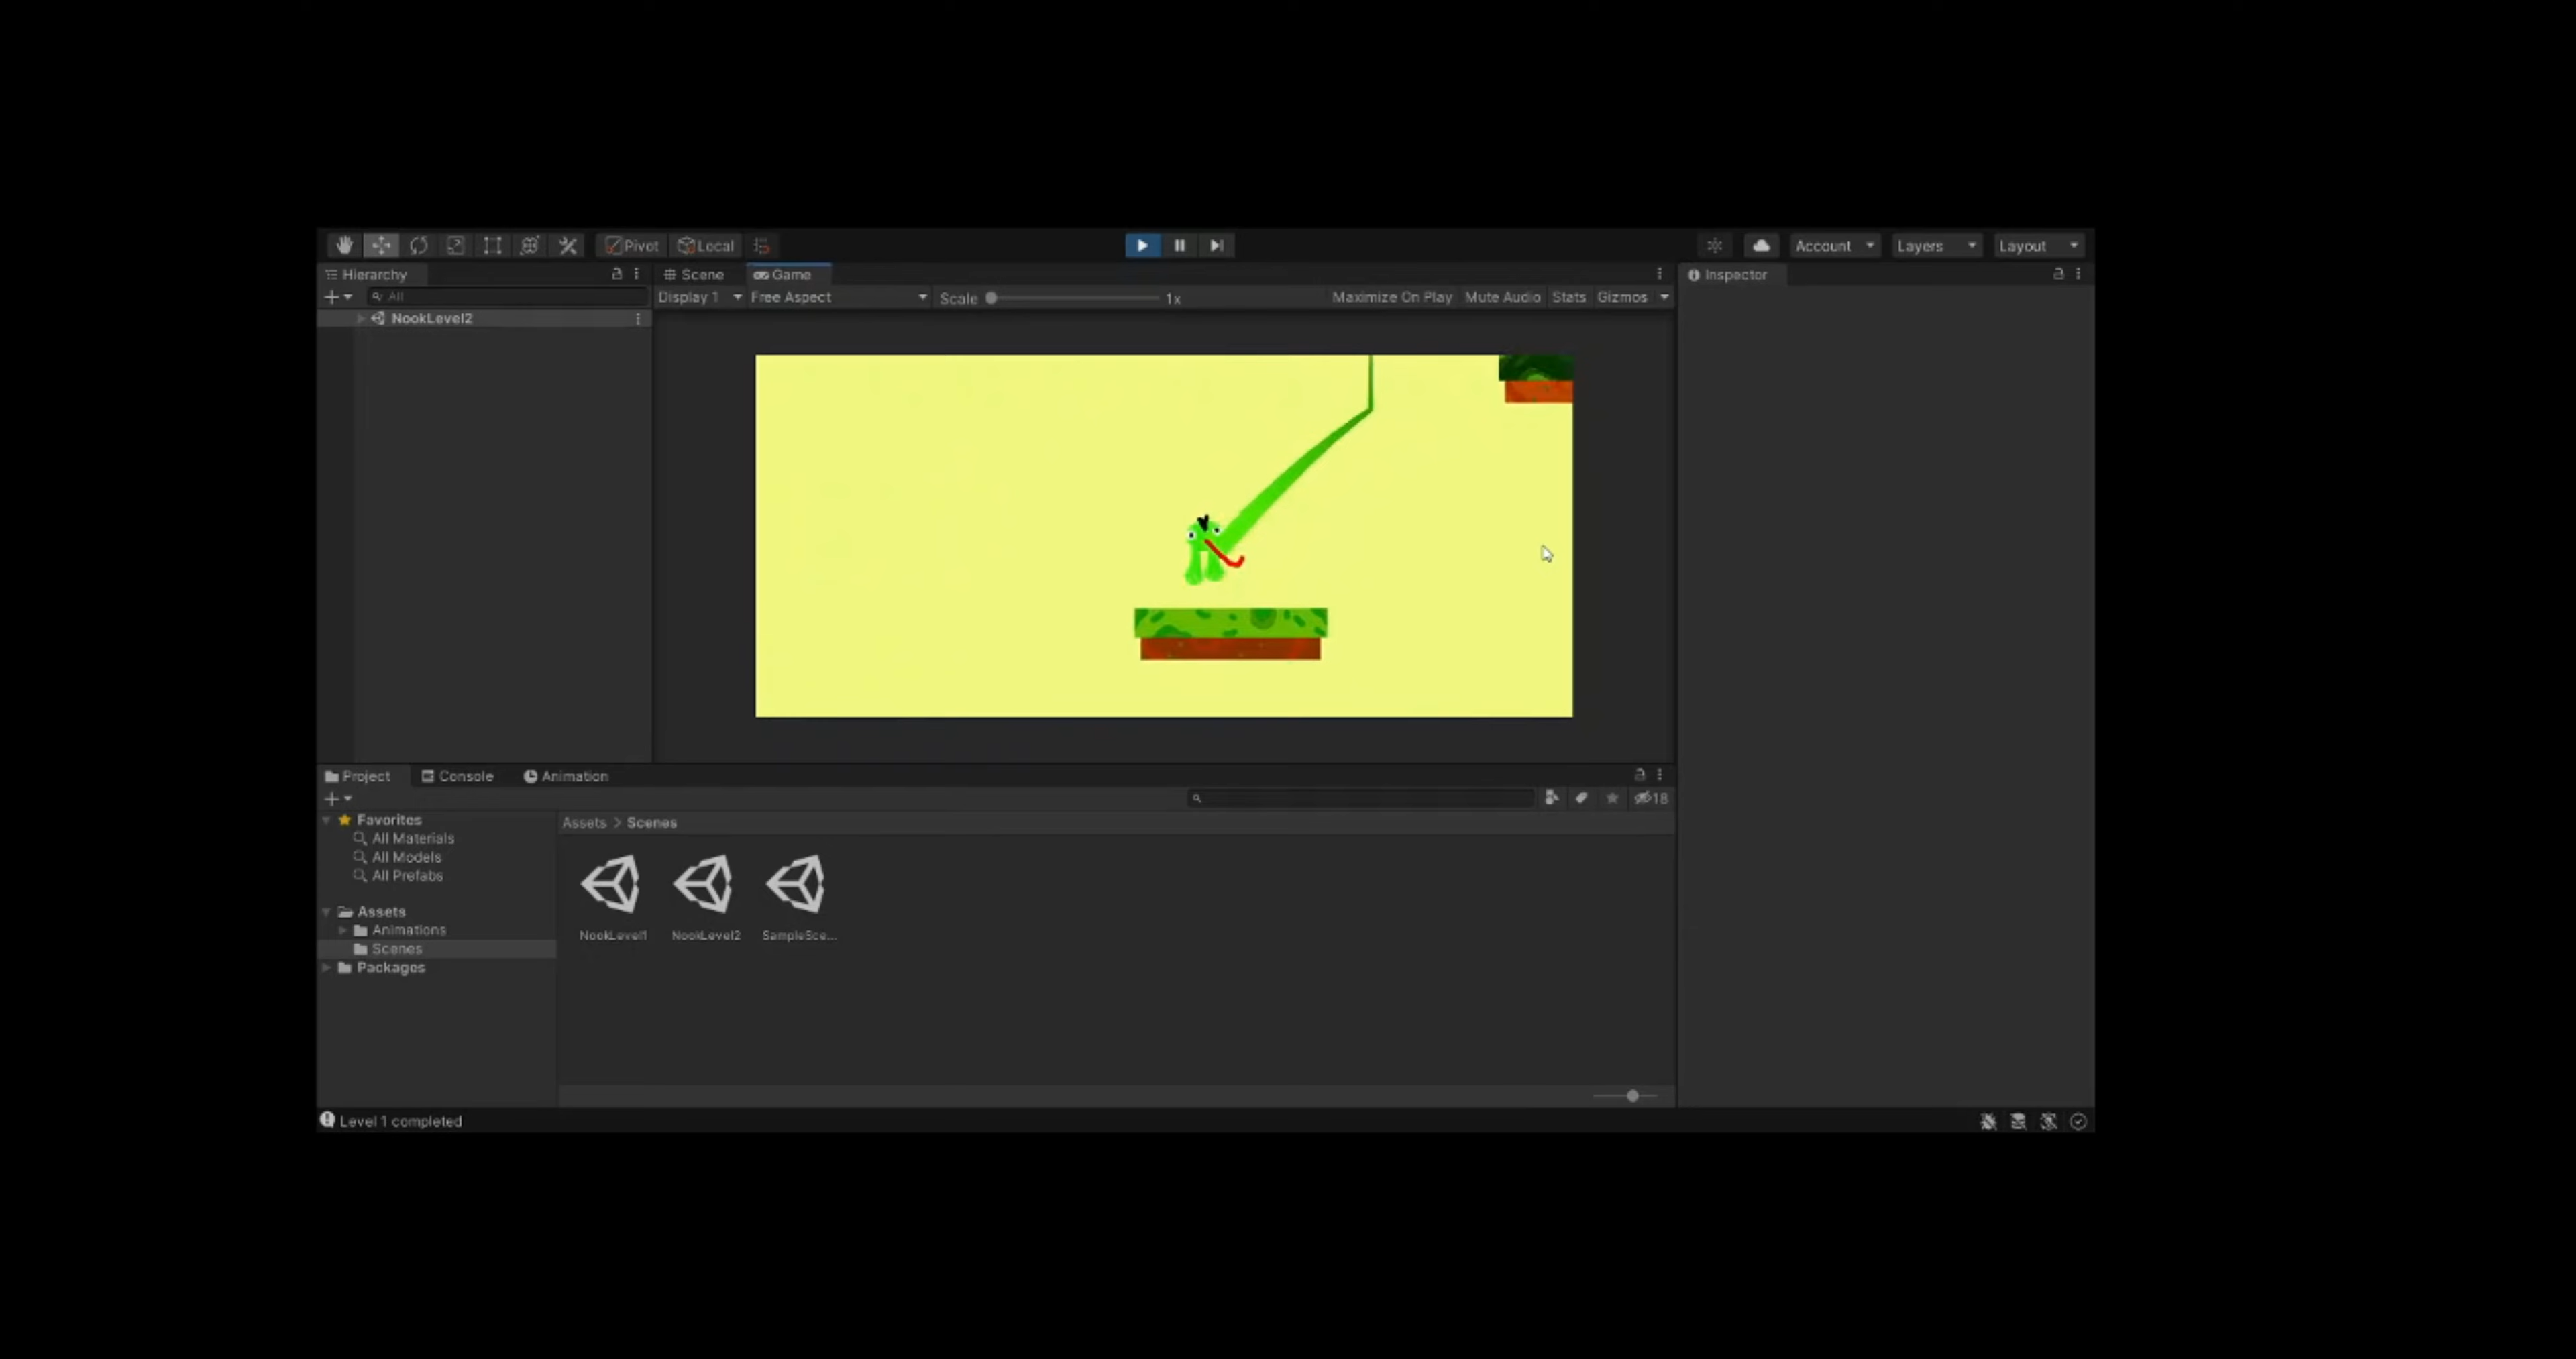 Pivot Local Account Layers Layout
Hierarchy Scene Game Inspector
All Display 1 Free Aspect Scale 1x Maximize On Play Mute Audio Stats Gizmos
NookLevel2
Project Console Animation
18
Favorites
Assets > Scenes
All Materials
All Models
All Prefabs
Assets
Animations
NookLevel1 NookLevel2 SampleSce...
Scenes
Packages
Level 1 completed